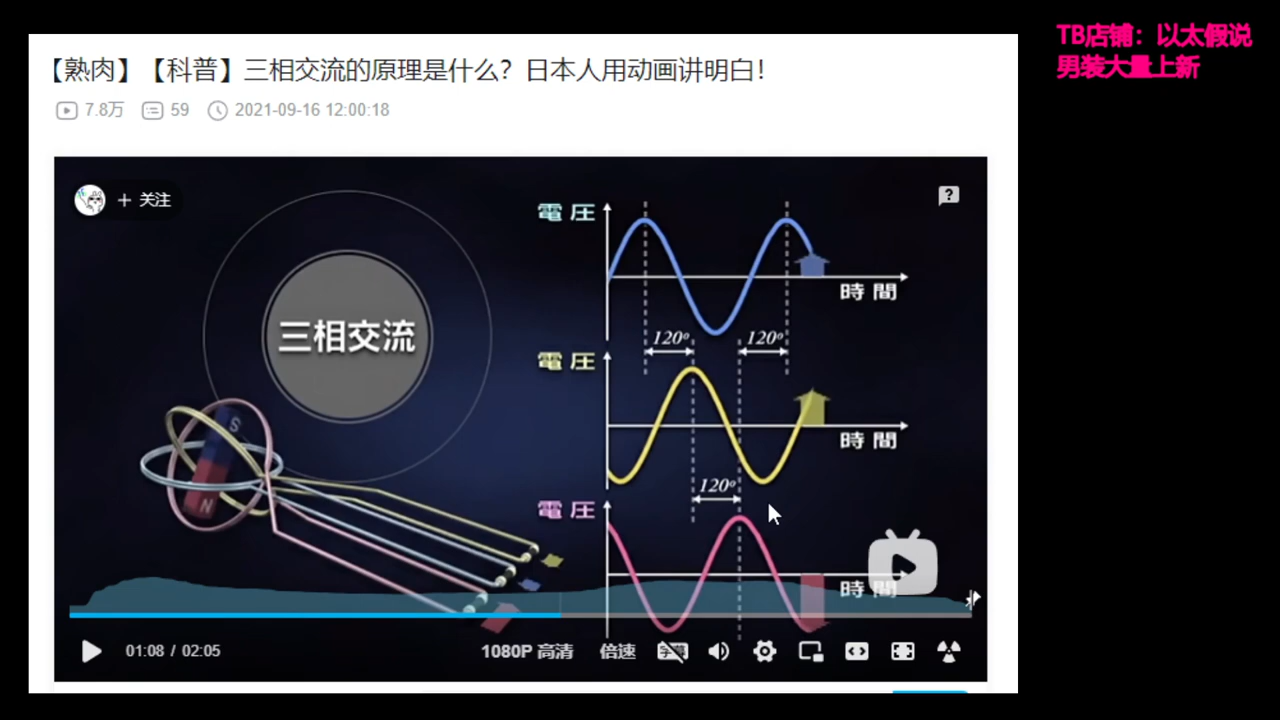 【熟肉】【科普】三相交流的原理是什么？日本人用动画讲明白！
7.8万 59 2021-09-16 12:00:18
TB店铺：以太假说
男装大量上新
+ 关注
三相交流
電圧
時間
120° 120°
電圧
時間
120°
電圧
時間
S
N
01:08 / 02:05
1080P 高清
倍速
字幕